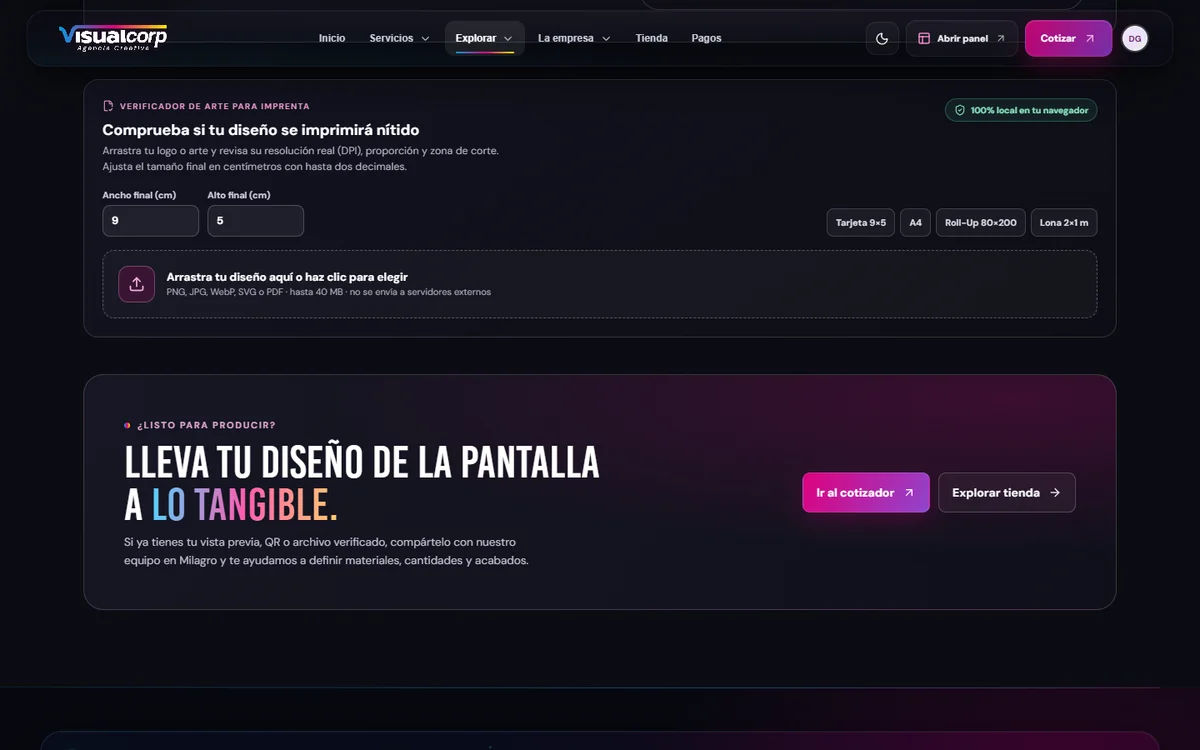 Visualcorp
Agencia Creativa
Inicio
Servicios
Explorar
La empresa
Tienda
Pagos
Abrir panel
Cotizar
DG
VERIFICADOR DE ARTE PARA IMPRENTA
100% local en tu navegador
Comprueba si tu diseño se imprimirá nítido
Arrastra tu logo o arte y revisa su resolución real (DPI), proporción y zona de corte.
Ajusta el tamaño final en centímetros con hasta dos decimales.
Ancho final (cm)
Alto final (cm)
9
5
Tarjeta 9×5
A4
Roll-Up 80×200
Lona 2×1 m
Arrastra tu diseño aquí o haz clic para elegir
PNG, JPG, WebP, SVG o PDF · hasta 40 MB · no se envia a servidores externos
¿LISTO PARA PRODUCIR?
LLEVA TU DISEÑO DE LA PANTALLA
A LO TANGIBLE.
Ir al cotizador
Explorar tienda
Si ya tienes tu vista previa, QR o archivo verificado, compártelo con nuestro
equipo en Milagro y te ayudamos a definir materiales, cantidades y acabados.